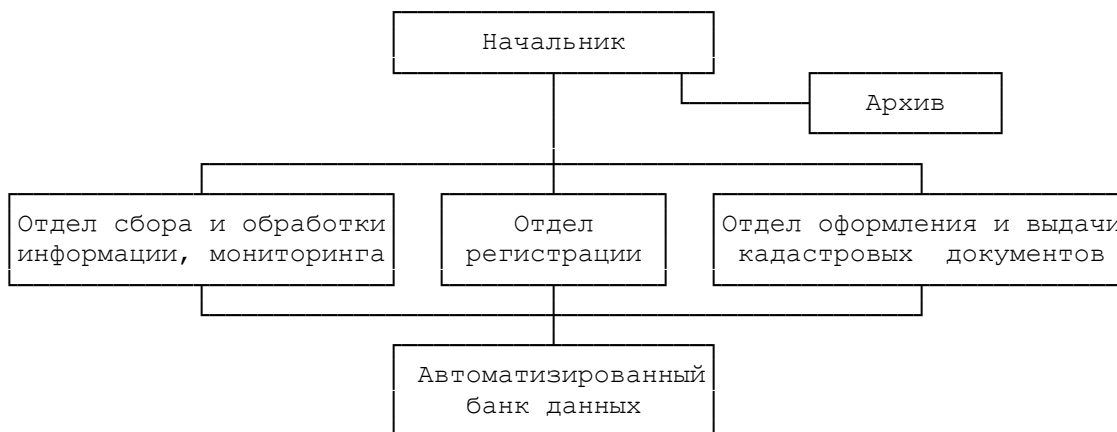 Начальник
Архив
Отдел сбора и обработки
информации, мониторинга
Отдел
регистрации
Отдел оформления и выдачи
кадастровых документов
Автоматизированный
банк данных